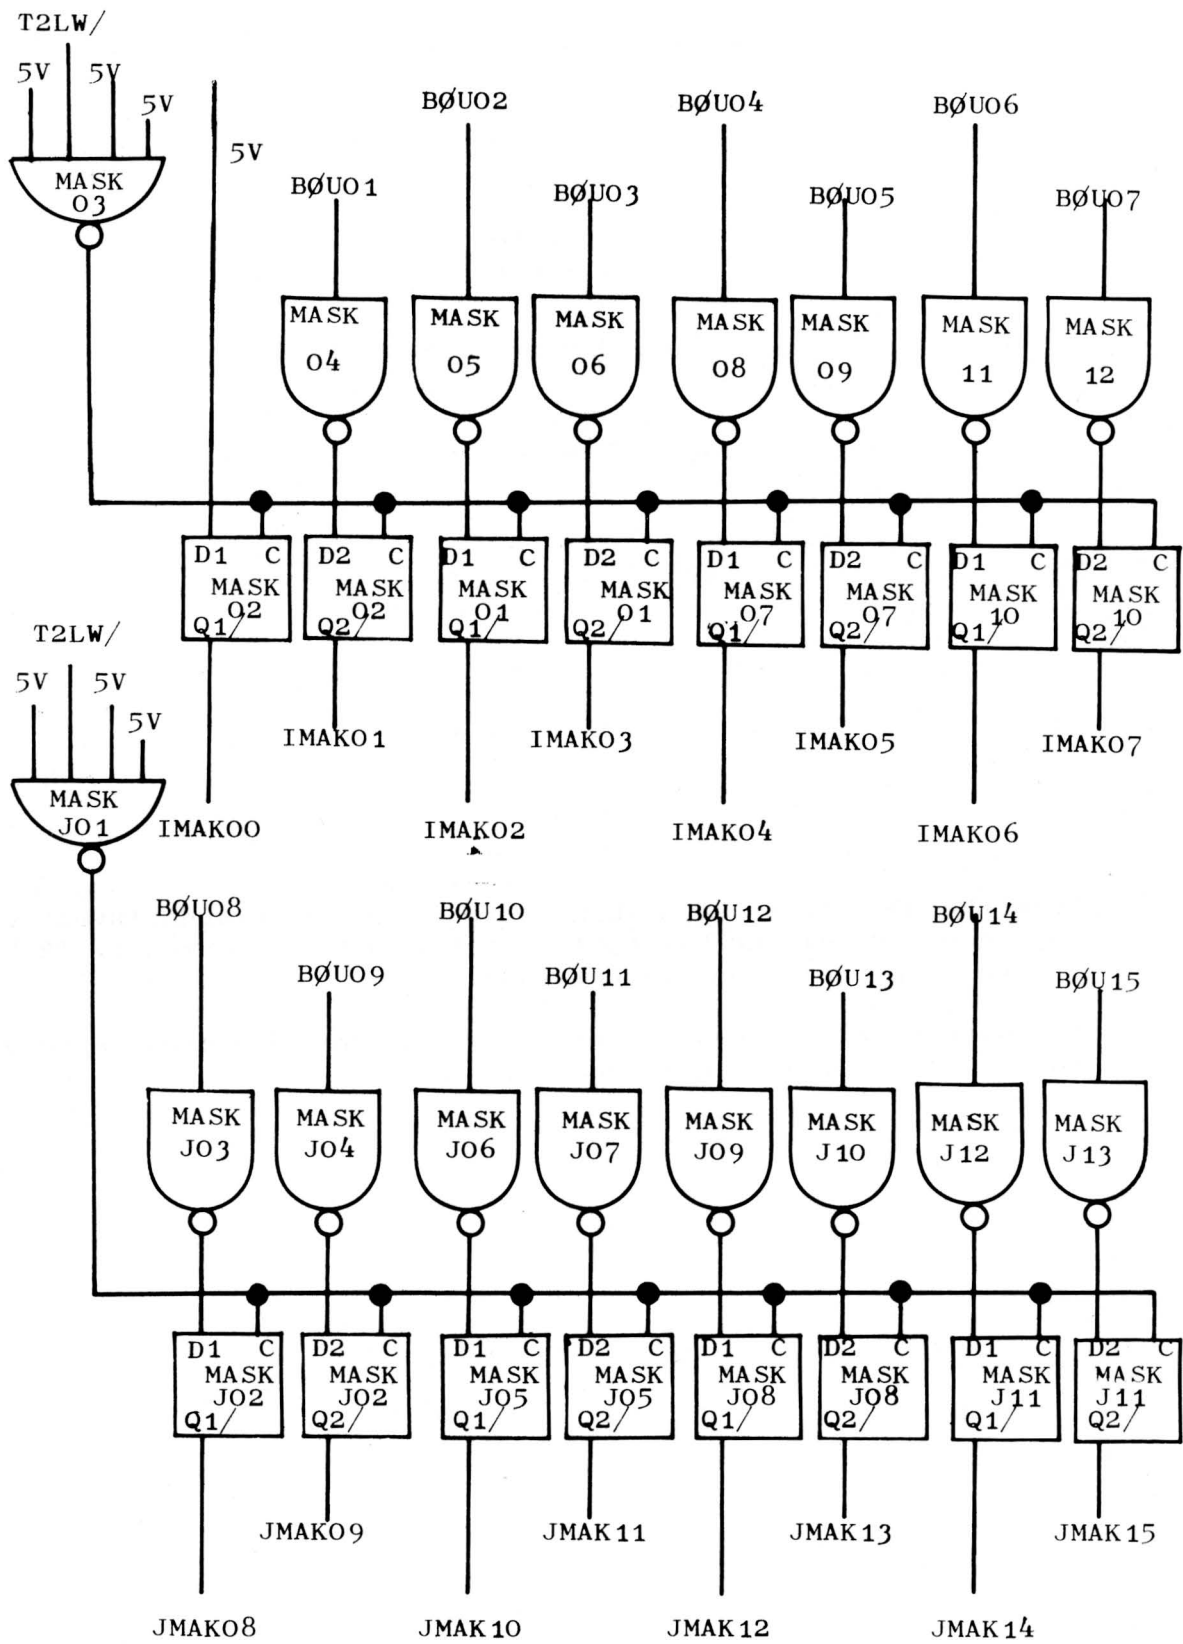 T2LW/
5V 5V
5V
MASK
03
5V
BØU02 BØU04 BØU06
BØU01 BØU03 BØU05 BØU07
MASK MASK MASK MASK MASK MASK MASK
04 05 06 08 09 11 12
D1 C D2 C D1 C D2 C D1 C D2 C D1 C D2 C
MASK MASK MASK MASK MASK MASK MASK MASK
02 02 01 01 07 07 10 10
Q1/ Q2/ Q1/ Q2/ Q1/ Q2/ Q1/ Q2/
IMAK01 IMAK03 IMAK05 IMAK07
IMAK00 IMAK02 IMAK04 IMAK06
T2LW/
5V 5V
5V
MASK
J01
BØU08 BØU10 BØU12 BØU14
BØU09 BØU11 BØU13 BØU15
MASK MASK MASK MASK MASK MASK MASK MASK
J03 J04 J06 J07 J09 J10 J12 J13
D1 C D2 C D1 C D2 C D1 C D2 C D1 C D2 C
MASK MASK MASK MASK MASK MASK MASK MASK
J02 J02 J05 J05 J08 J08 J11 J11
Q1/ Q2/ Q1/ Q2/ Q1/ Q2/ Q1/ Q2/
JMAK09 JMAK11 JMAK13 JMAK15
JMAK08 JMAK10 JMAK12 JMAK14